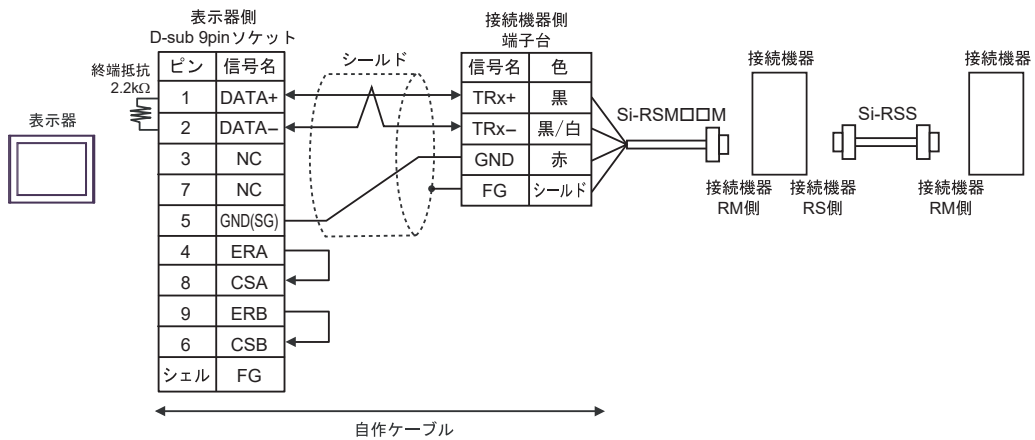 表示器側
D-sub 9pinソケット
接続機器側
端子台
終端抵抗
2.2kΩ
シールド
表示器
ピン 信号名
1 DATA+
2 DATA−
3 NC
7 NC
5 GND(SG)
4 ERA
8 CSA
9 ERB
6 CSB
シェル FG
信号名 色
TRx+ 黒
TRx− 黒/白
GND 赤
FG シールド
Si-RSM□□M
接続機器
接続機器
RM側
接続機器
RS側
Si-RSS
接続機器
接続機器
RM側
自作ケーブル